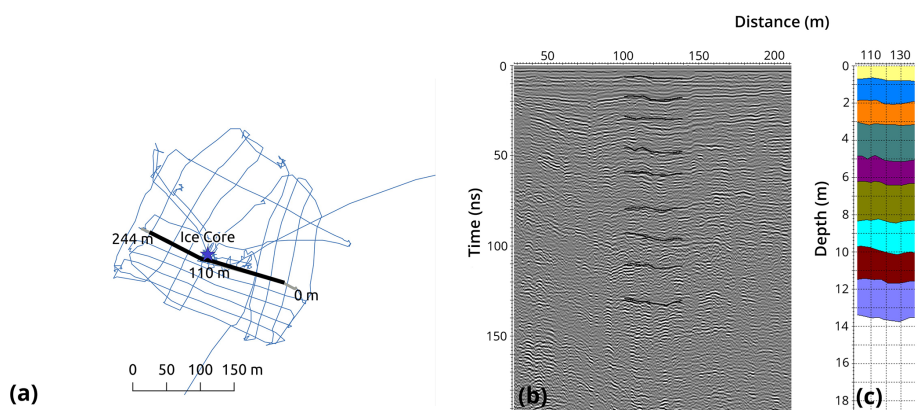 244 m
Ice Core
110 m
0 m
0 50 100 150 m
(a)
Distance (m)
50 100 150 200
0
50
100
150
Time (ns)
(b)
110 130
0
2
4
6
8
10
12
14
16
18
Depth (m)
(c)